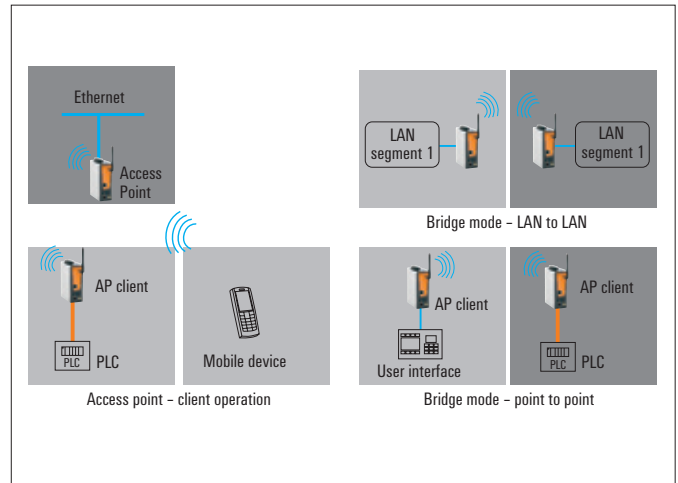 Ethernet
Access
Point
AP client
PLC
PLC
Mobile device
Access point – client operation
LAN
segment 1
LAN
segment 1
Bridge mode – LAN to LAN
AP client
User interface
AP client
PLC
PLC
Bridge mode – point to point